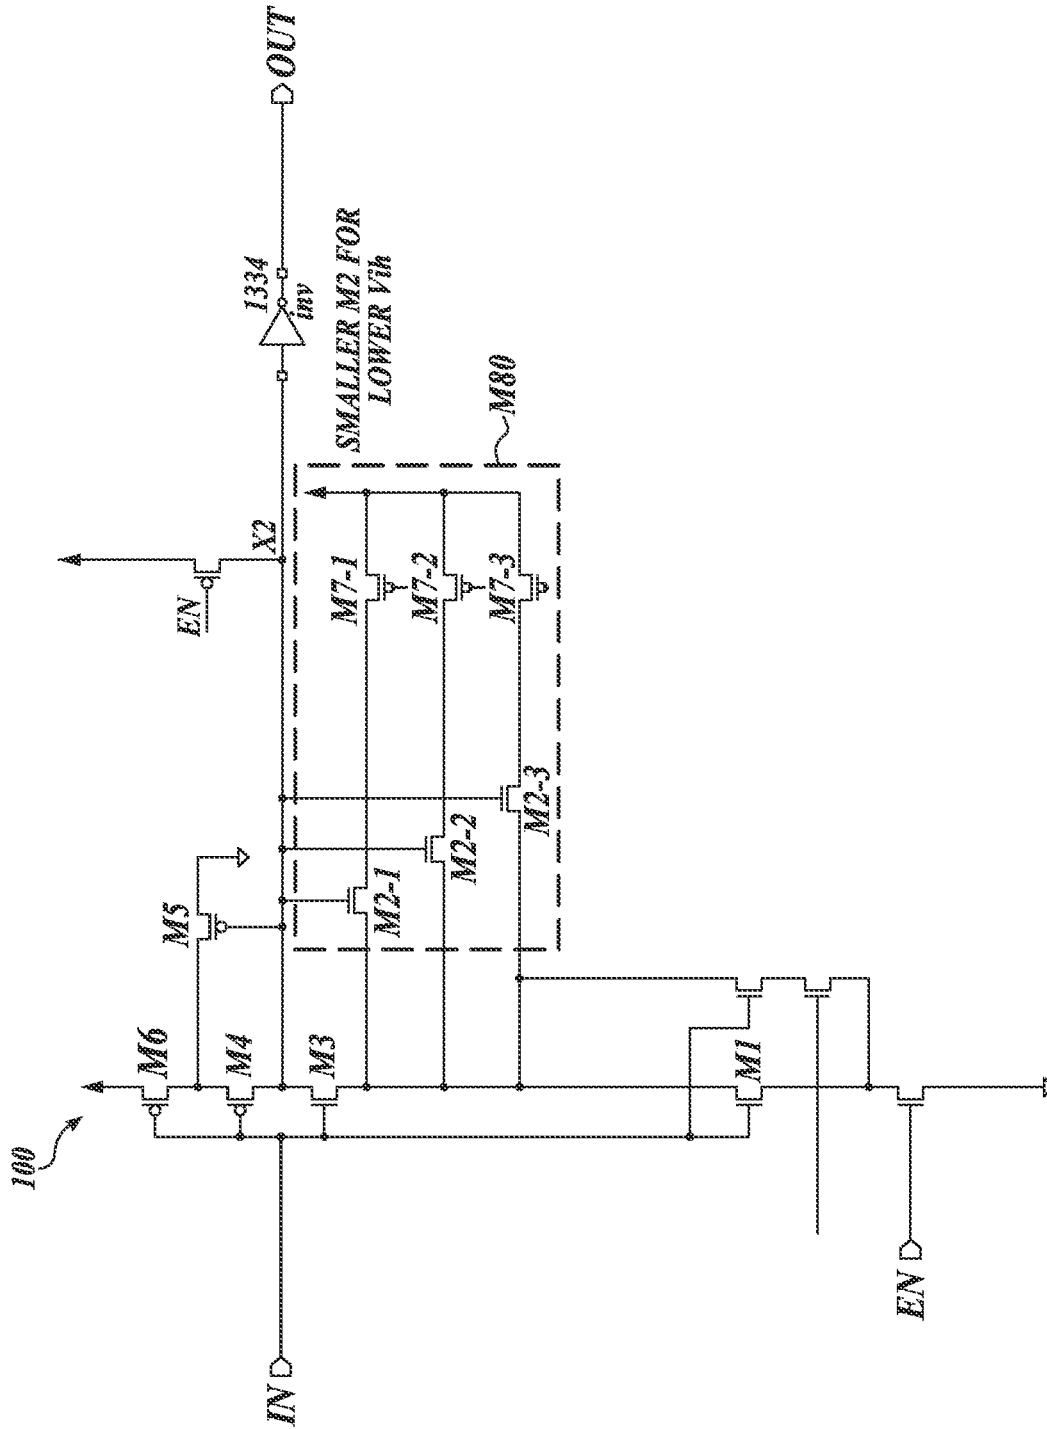 100
IN
EN
M6
M4
M3
M1
M5
M2-1
M2-2
M2-3
EN
M7-1
M7-2
M7-3
X2
M80
SMALLER M2 FOR
LOWER Vih
1334
inv
OUT